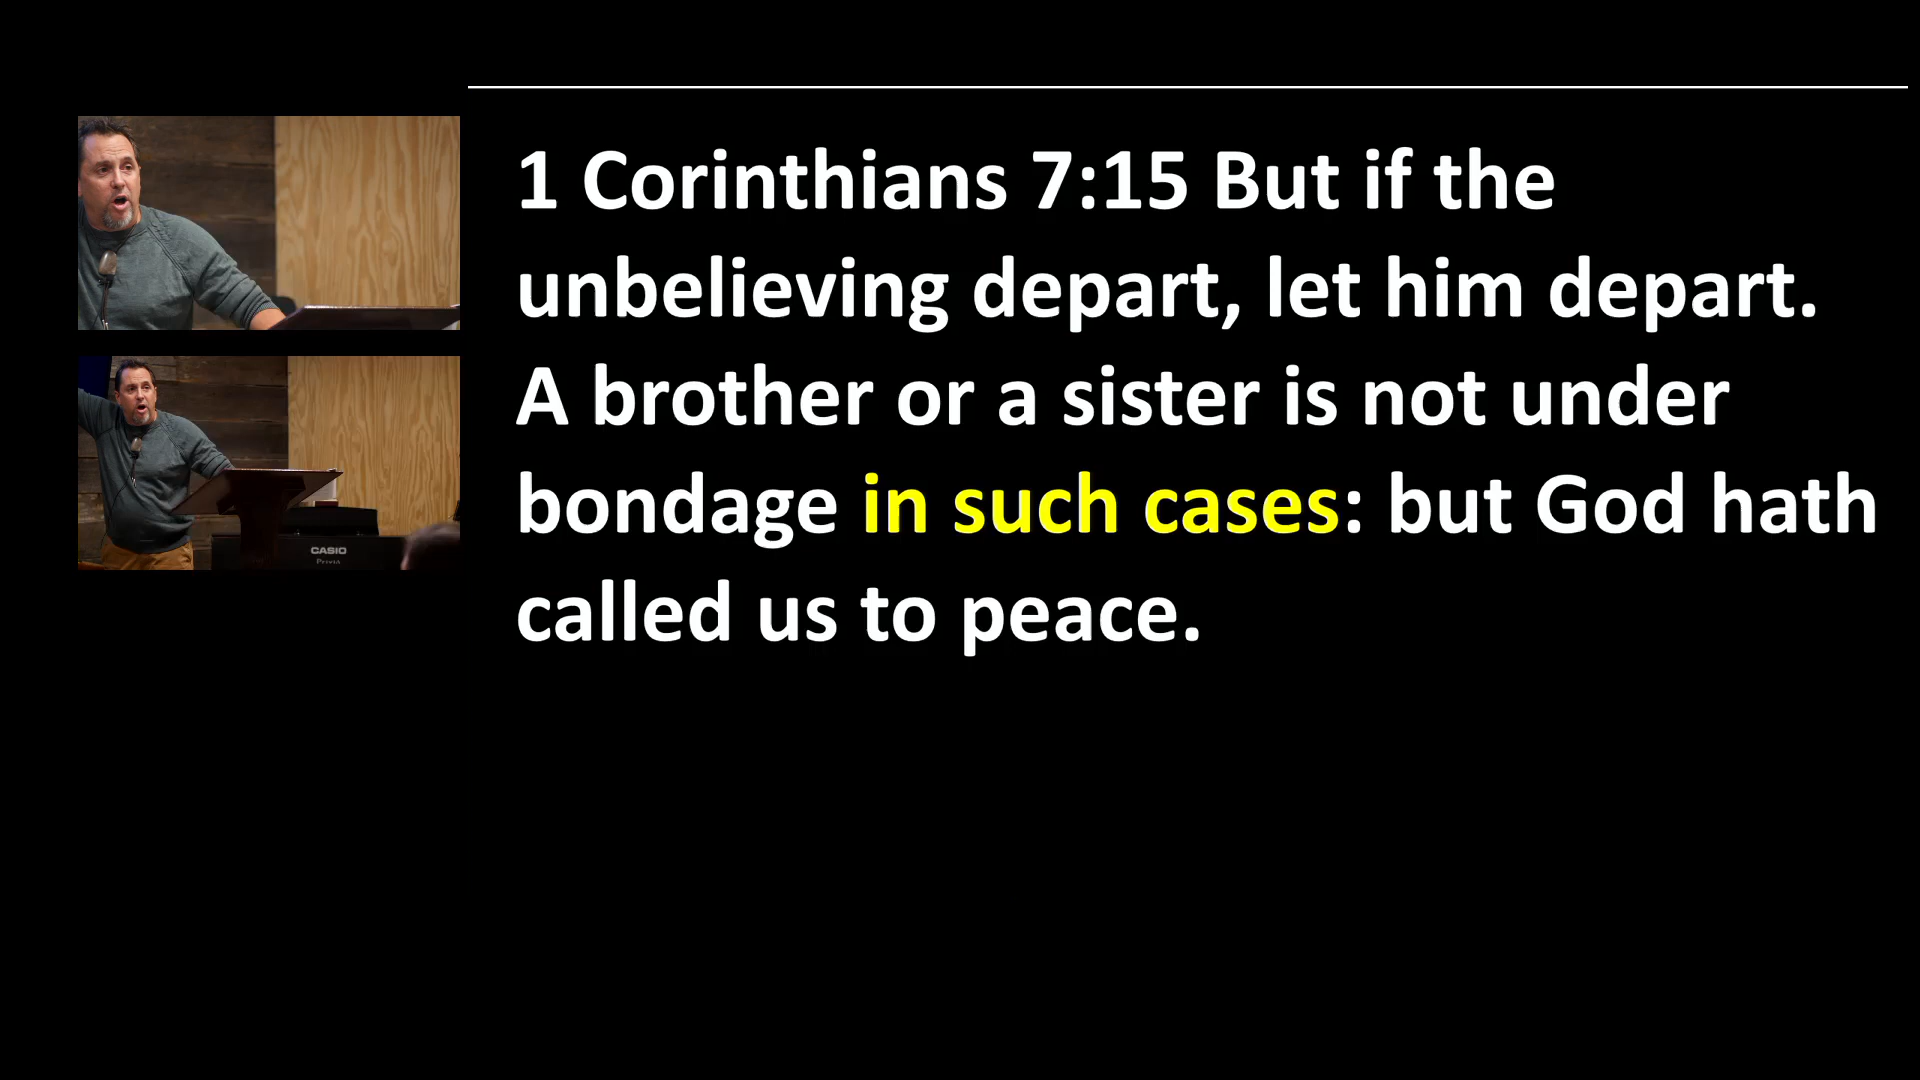 1 Corinthians 7:15 But if the
unbelieving depart, let him depart.
A brother or a sister is not under
bondage in such cases: but God hath
called us to peace.
CASIO
Privia